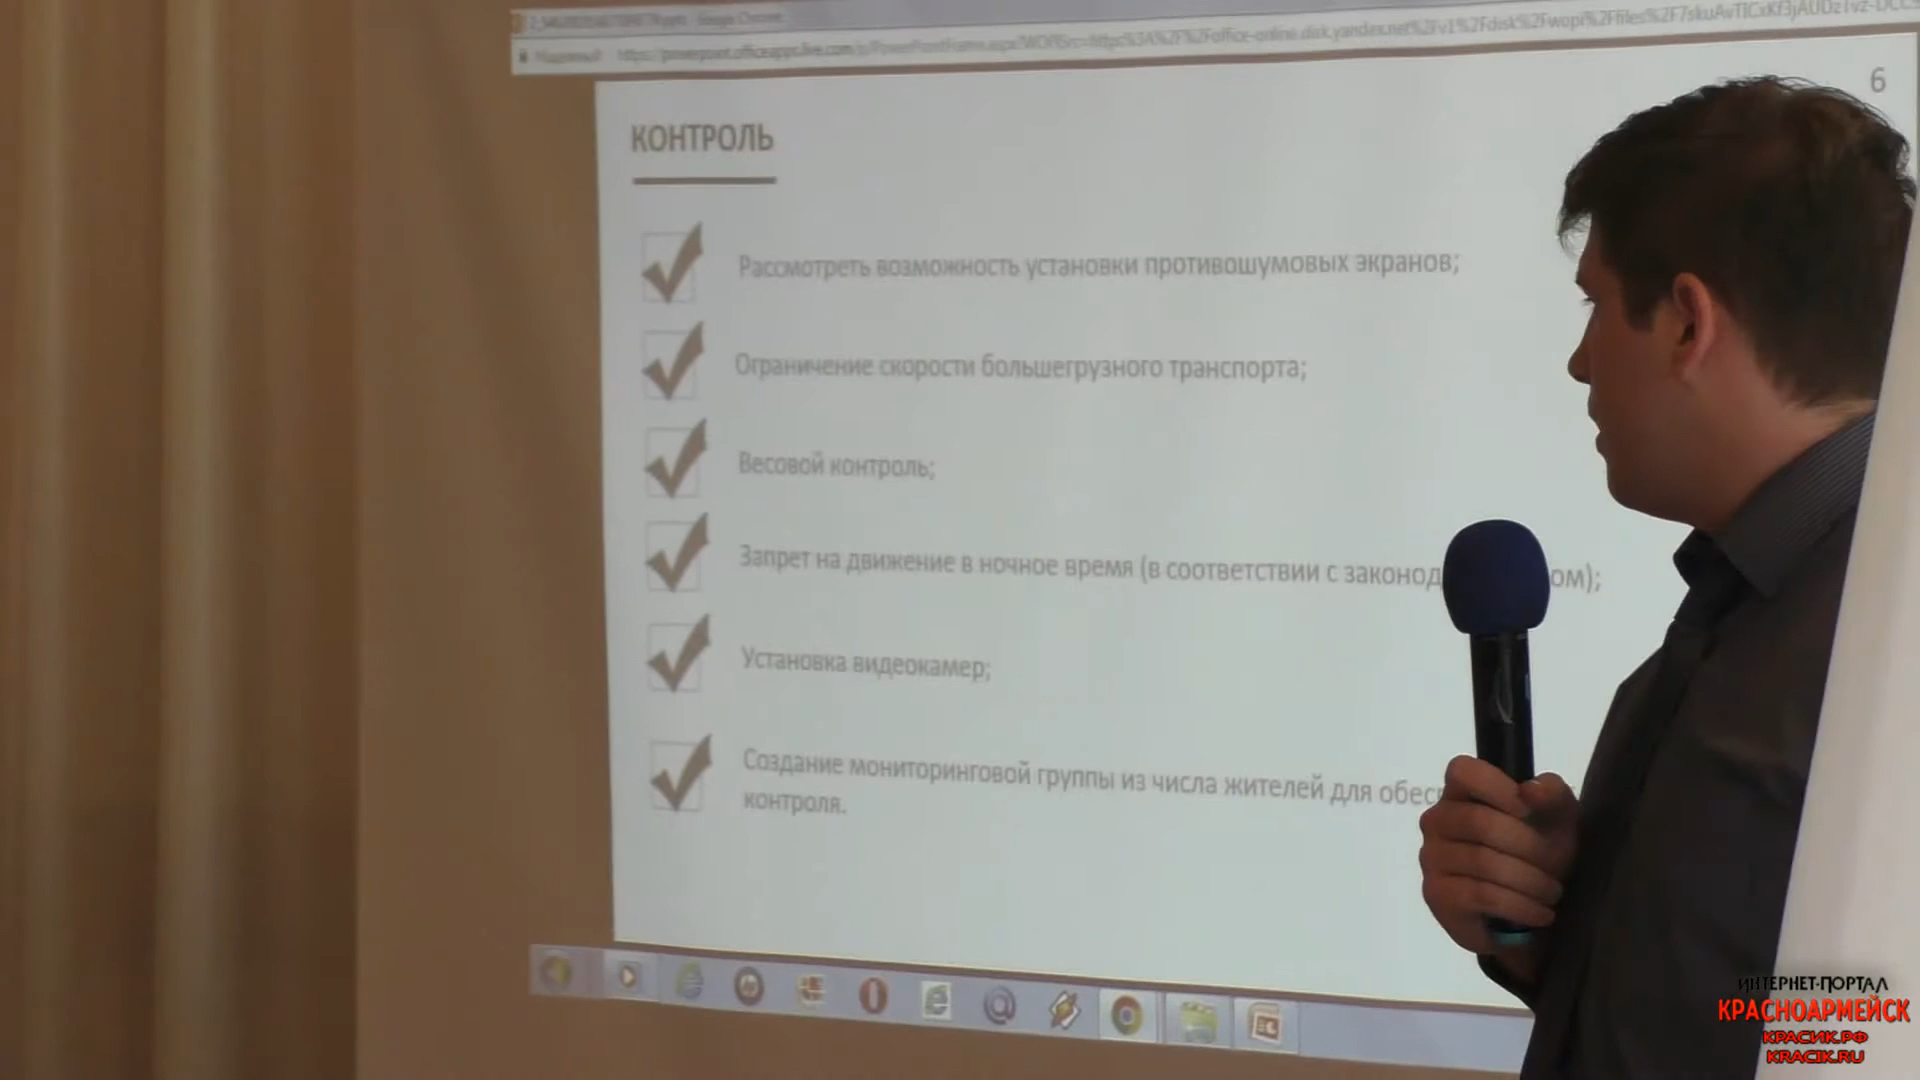 6
КОНТРОЛЬ
Рассмотреть возможность установки противошумовых экранов;
Ограничение скорости большегрузного транспорта;
Весовой контроль;
Запрет на движение в ночное время (в соответствии с законод ом);
Установка видеокамер;
Создание мониторинговой группы из числа жителей для обесп
контроля.
ИНТЕРНЕТ-ПОРТАЛ
КРАСНОАРМЕЙСК
КРАСИК.РФ
KRACIK.RU